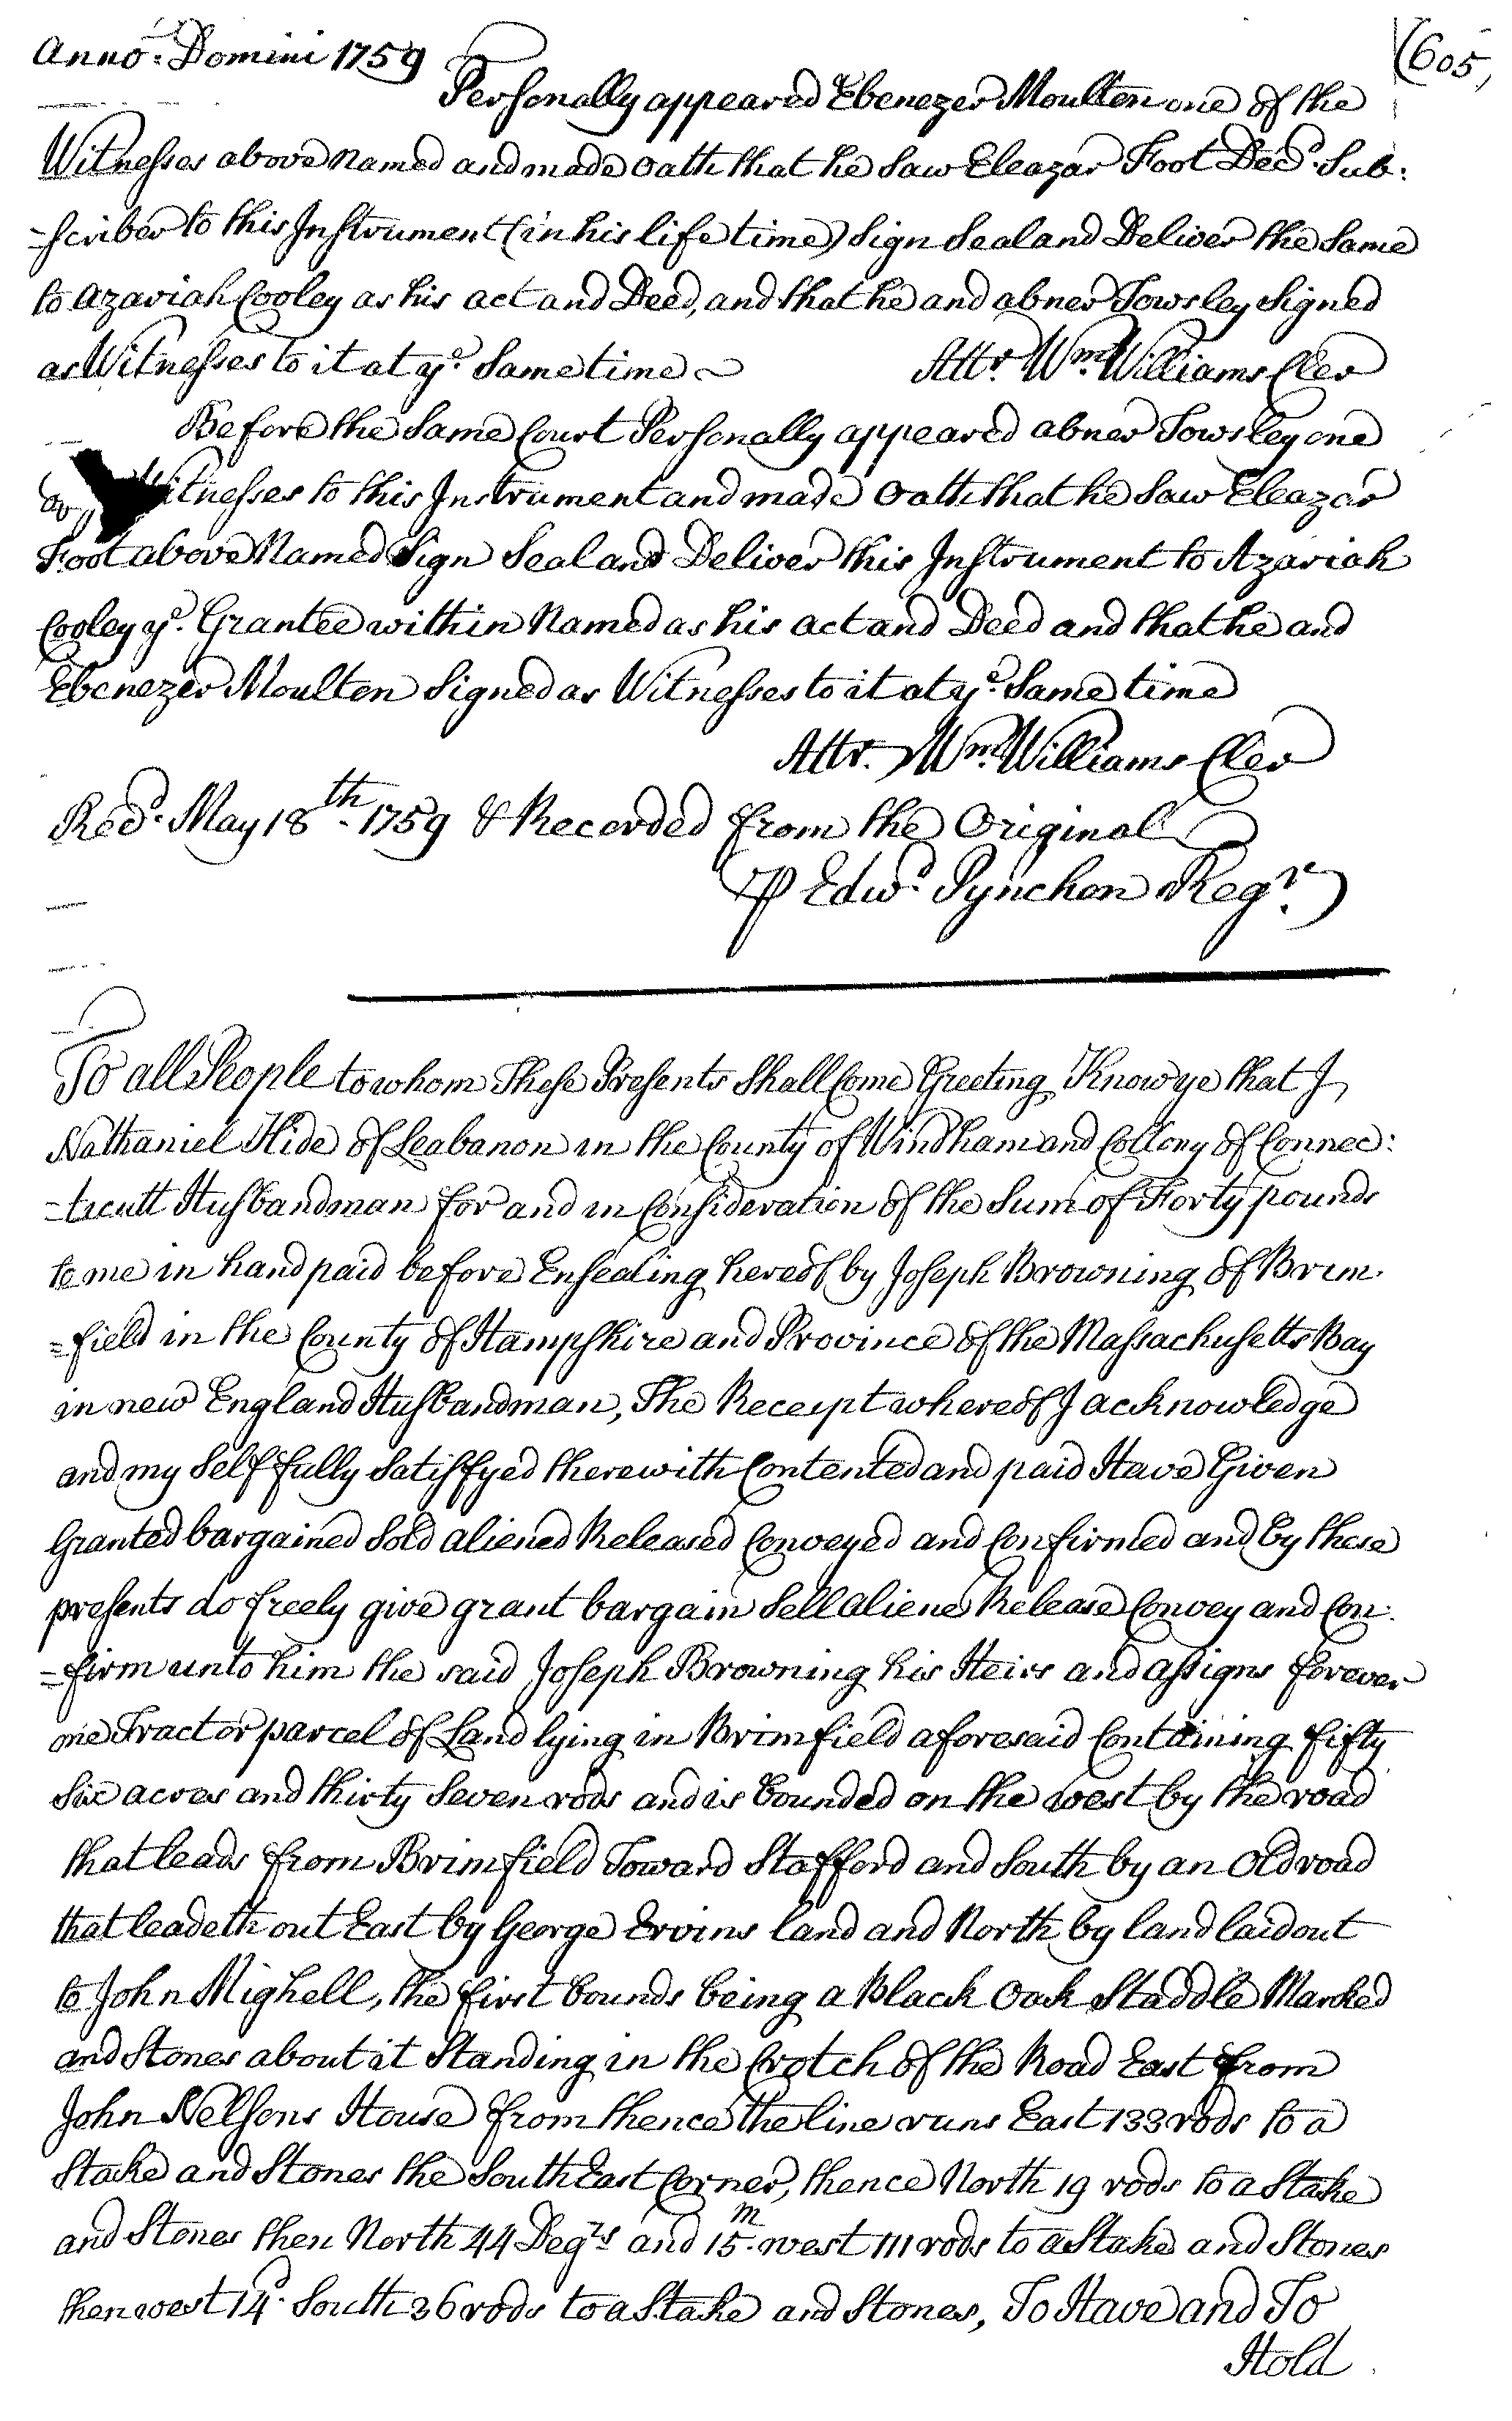 (605)
Anno: Domini 1759
Personally appeared Ebenezer Moulten one of the
Witnesses above Named and made Oath that he Saw Eleazar Foot Decd. Sub:
-scriber to this Instrument (in his life time) Sign Seal and Deliver the Same
to Azariah Cooley as his act and Deed, and that he and abner Towsley Signed
as Witnesses to it at ye. Same time ~ Attr. Wm. Williams Cler
Before the Same Court Personally appeared abner Towsley one
Witnesses to this Instrument and made Oath that he Saw Eleazar
Foot above Named Sign Seal and Deliver this Instrument to Azariah
Cooley ye. Grantee within Named as his act and Deed and that he and
Ebenezer Moulten Signed as Witnesses to it at ye. Same time
Attr. Wm. Williams Cler
Recd. May 18th. 1759 & Recorded from the Original
P Edwd. Pynchon Regr.
To all People to whom These Presents Shall Come Greeting Know ye that I
Nathaniel Hide of Leabanon in the County of Windham and Collony of Connec:
-ticutt Husbandman for and in Consideration of the Sum of Forty pounds
to me in hand paid before Ensealing hereof by Joseph Browning of Brim.
=field in the County of Hampshire and Province of the Massachusetts Bay
in new England Husbandman, The Receipt whereof I acknowledge
and my Self fully Satisfyed therewith Contented and paid Have Given
Granted bargained Sold aliened Released Conveyed and Confirmed and by these
presents do freely give grant bargain Sell aliene Release Convey and Con:
=firm unto him the said Joseph Browning his Heirs and assigns forever
one Tract or parcel of Land lying in Brimfield aforesaid Containing fifty
Six acres and thirty Seven rods and is bounded on the west by the road
that leads from Brimfield Toward Stafford and South by an Old road
that leadeth out East by George Ervins land and North by land laid out
to John Mighell, the first bounds being a Black Oak Staddle Marked
and Stones about it Standing in the Crotch of the Road East from
John Nelsons House from thence the line runs East 133 rods to a
Stake and Stones the South East Corner, thence North 19 rods to a Stake
and Stones then North 44 Degrs and 15m. west 111 rods to a Stake and Stones
then west 14d. South 36 rods to a Stake and Stones, To Have and To
Hold